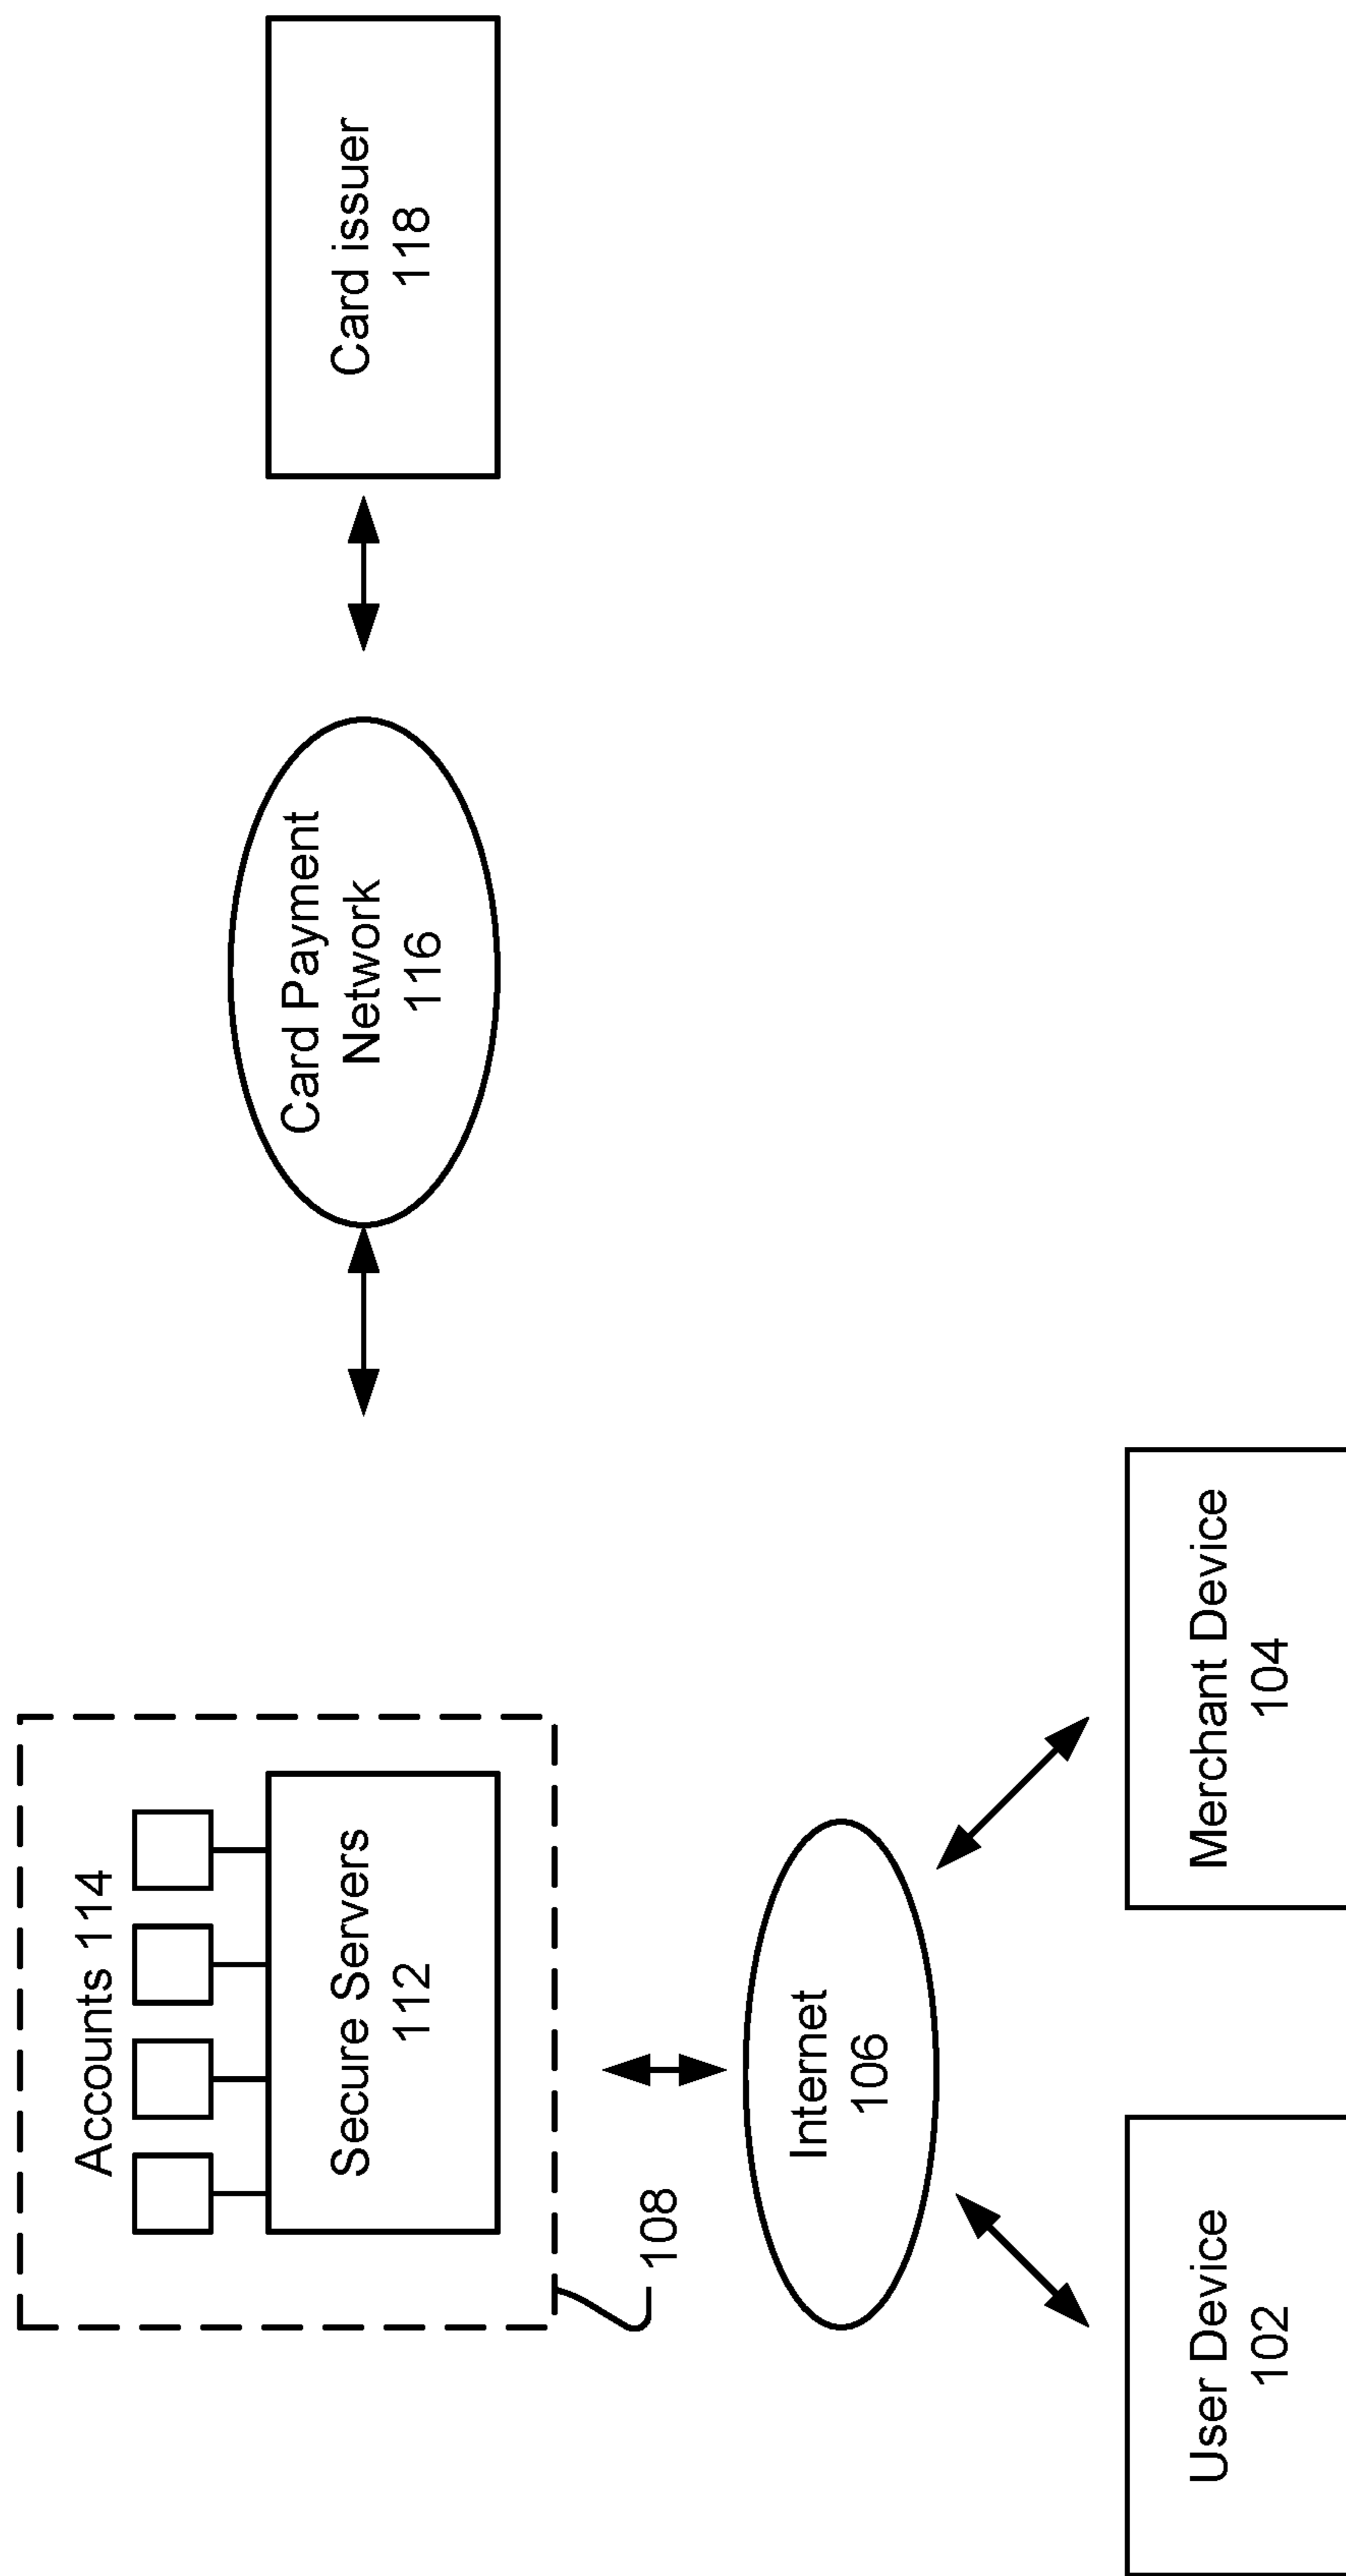 Accounts 114
Secure Servers
112
Card Payment
Network
116
Card issuer
118
108
Internet
106
User Device
102
Merchant Device
104